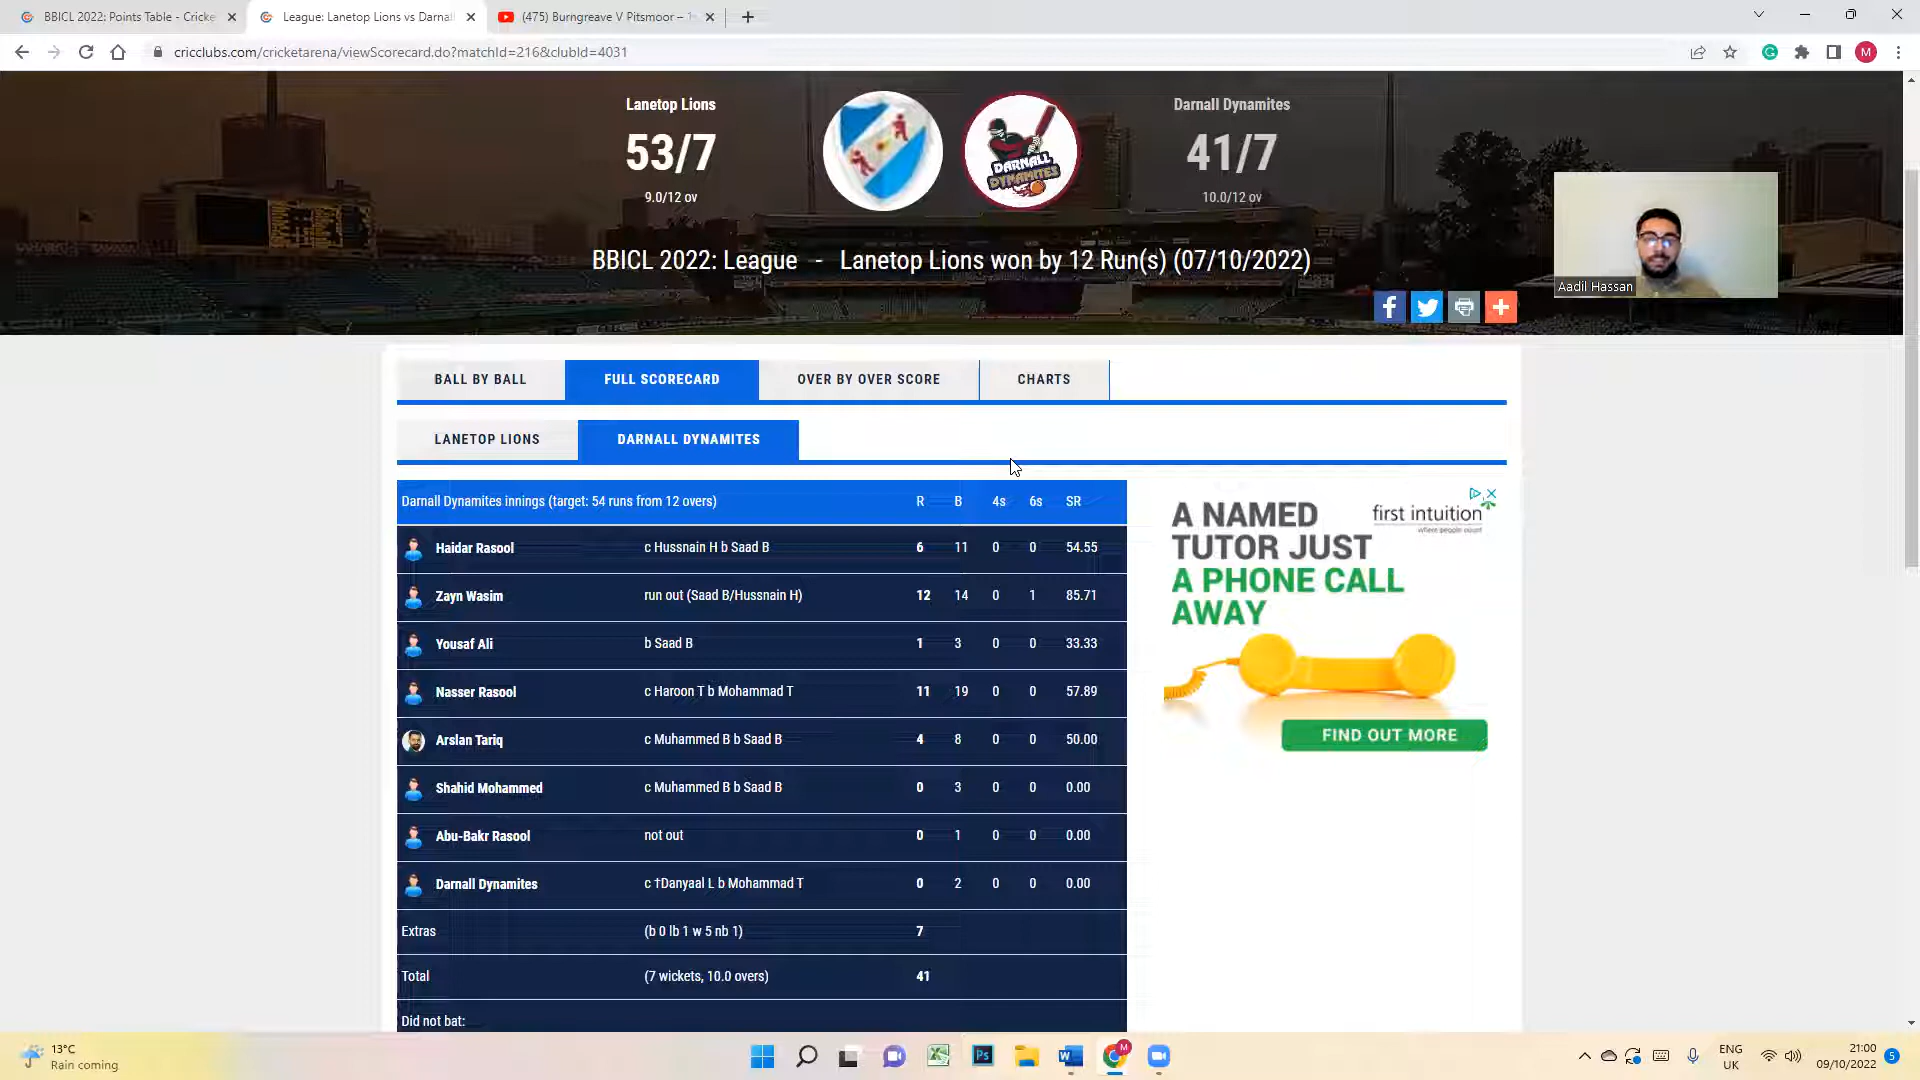 BBICL 2022: Points Table - Cricke
League: Lanetop Lions vs Darnall
(475) Burngreave V Pitsmoor –
cricclubs.com/cricketarena/viewScorecard.do?matchId=216&clubId=4031
M
Lanetop Lions
53/7
9.0/12 ov
DARNALL
DYNAMITES
Darnall Dynamites
41/7
10.0/12 ov
BBICL 2022: League - Lanetop Lions won by 12 Run(s) (07/10/2022)
Aadil Hassan
BALL BY BALL FULL SCORECARD OVER BY OVER SCORE CHARTS
LANETOP LIONS DARNALL DYNAMITES
Darnall Dynamites innings (target: 54 runs from 12 overs) R B 4s 6s SR
Haidar Rasool c Hussnain H b Saad B 6 11 0 0 54.55
Zayn Wasim run out (Saad B/Hussnain H) 12 14 0 1 85.71
Yousaf Ali b Saad B 1 3 0 0 33.33
Nasser Rasool c Haroon T b Mohammad T 11 19 0 0 57.89
Arslan Tariq c Muhammed B b Saad B 4 8 0 0 50.00
Shahid Mohammed c Muhammed B b Saad B 0 3 0 0 0.00
Abu-Bakr Rasool not out 0 1 0 0 0.00
Darnall Dynamites c †Danyaal L b Mohammad T 0 2 0 0 0.00
Extras (b 0 lb 1 w 5 nb 1) 7
Total (7 wickets, 10.0 overs) 41
Did not bat:
A NAMED
TUTOR JUST
A PHONE CALL
AWAY
first intuition
where people count
FIND OUT MORE
13°C
Rain coming
Ps
M
ENG
UK
21:00
09/10/2022
5